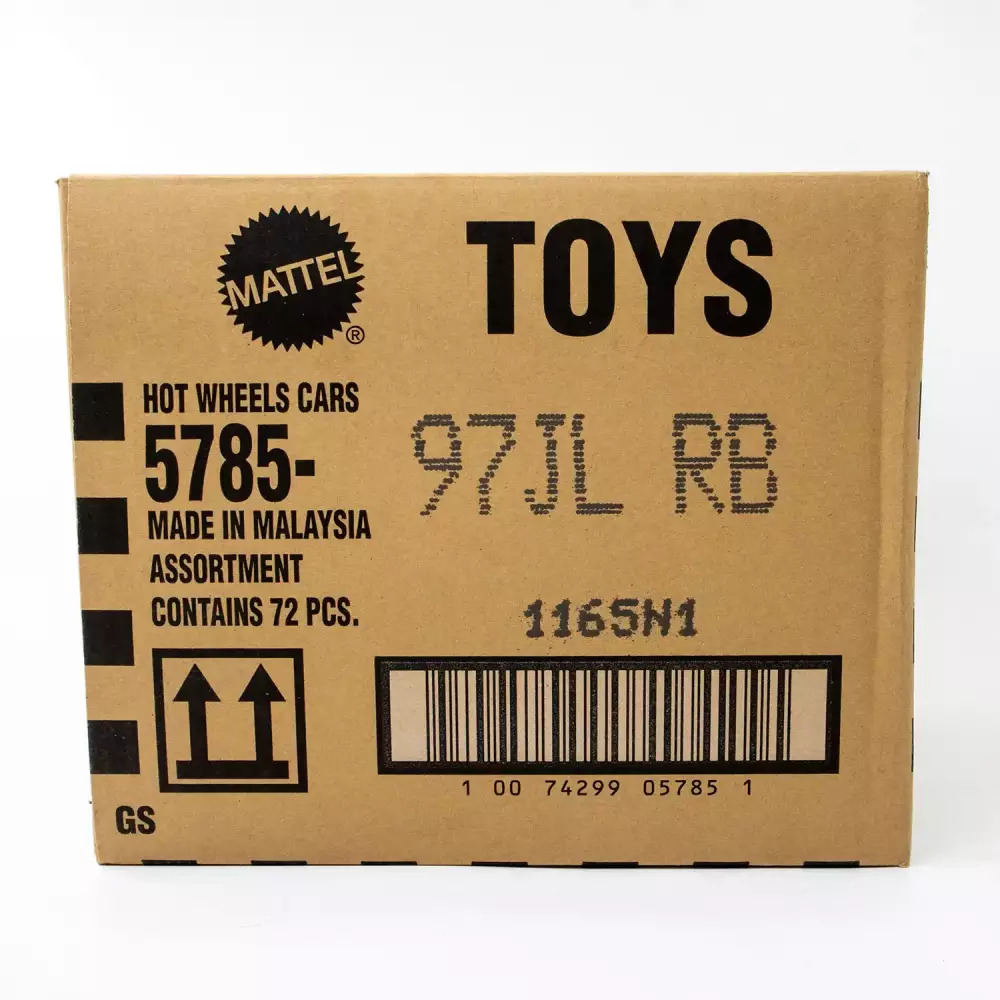 MATTEL
®
TOYS
HOT WHEELS CARS
5785-
MADE IN MALAYSIA
ASSORTMENT
CONTAINS 72 PCS.
97JL RB
1165N1
1 00 74299 05785 1
GS